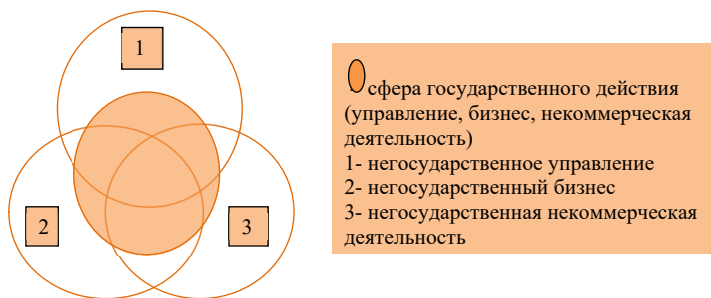 1
2
3
сфера государственного действия
(управление, бизнес, некоммерческая
деятельность)
1- негосударственное управление
2- негосударственный бизнес
3- негосударственная некоммерческая
деятельность